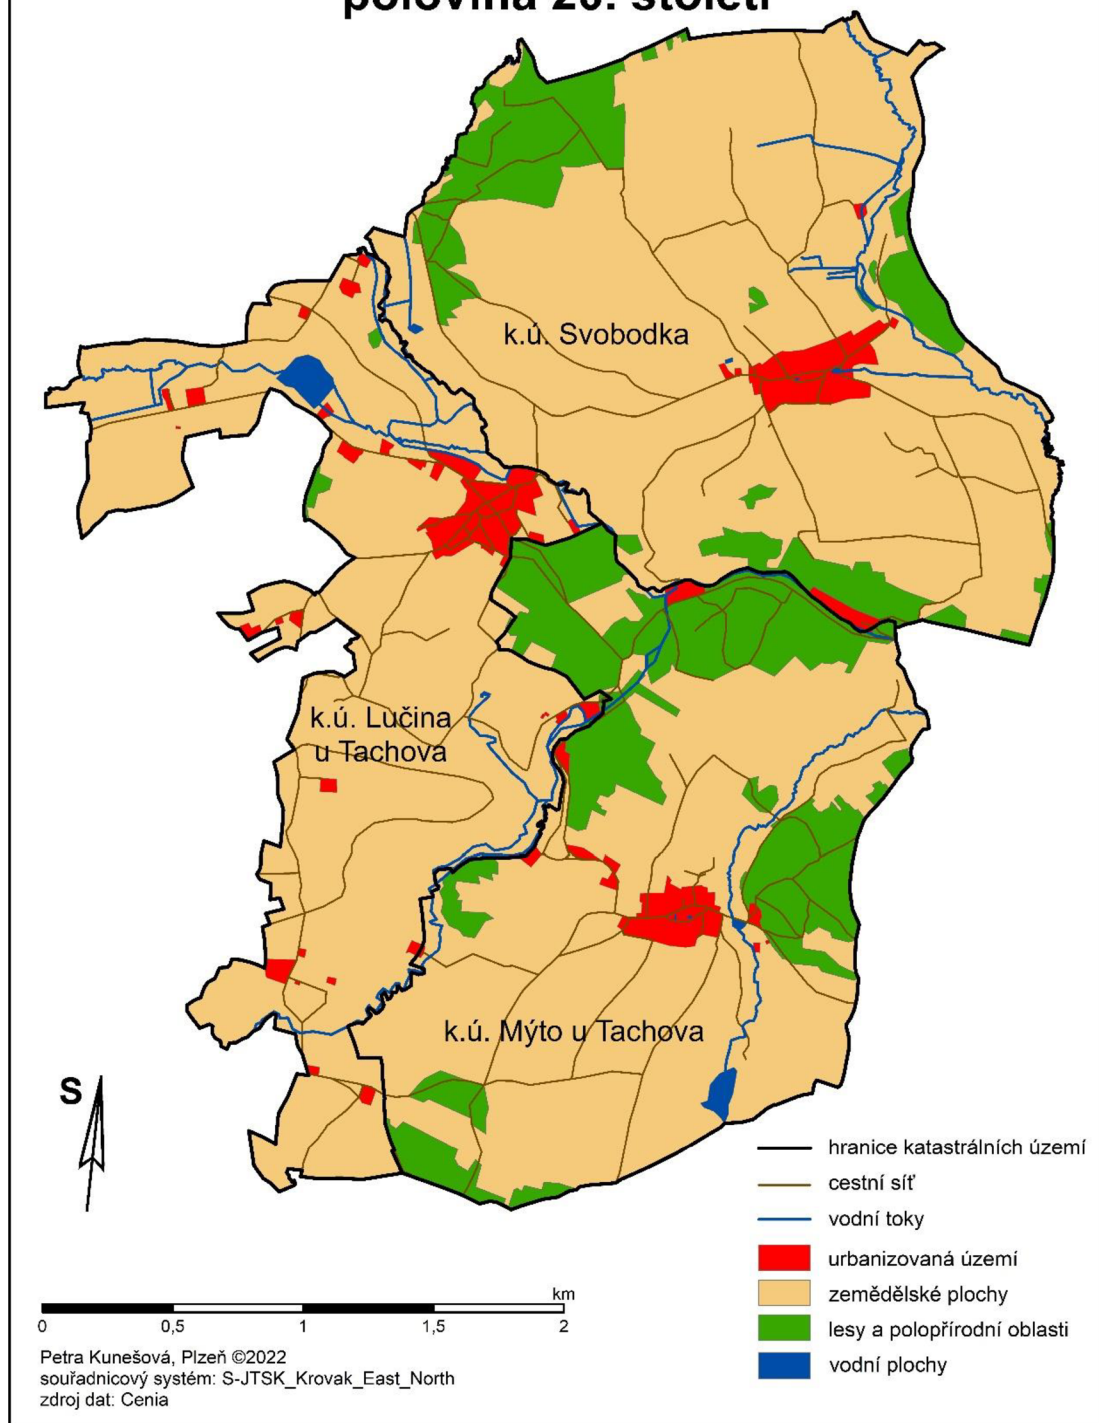 polovina 20. století
k.ú. Svobodka
k.ú. Lučina
u Tachova
k.ú. Mýto u Tachova
S
hranice katastrálních území
cestní síť
vodní toky
urbanizovaná území
zemědělské plochy
lesy a polopřírodní oblasti
vodní plochy
km
0 0,5 1 1,5 2
Petra Kunešová, Plzeň ©2022
souřadnicový systém: S-JTSK_Krovak_East_North
zdroj dat: Cenia